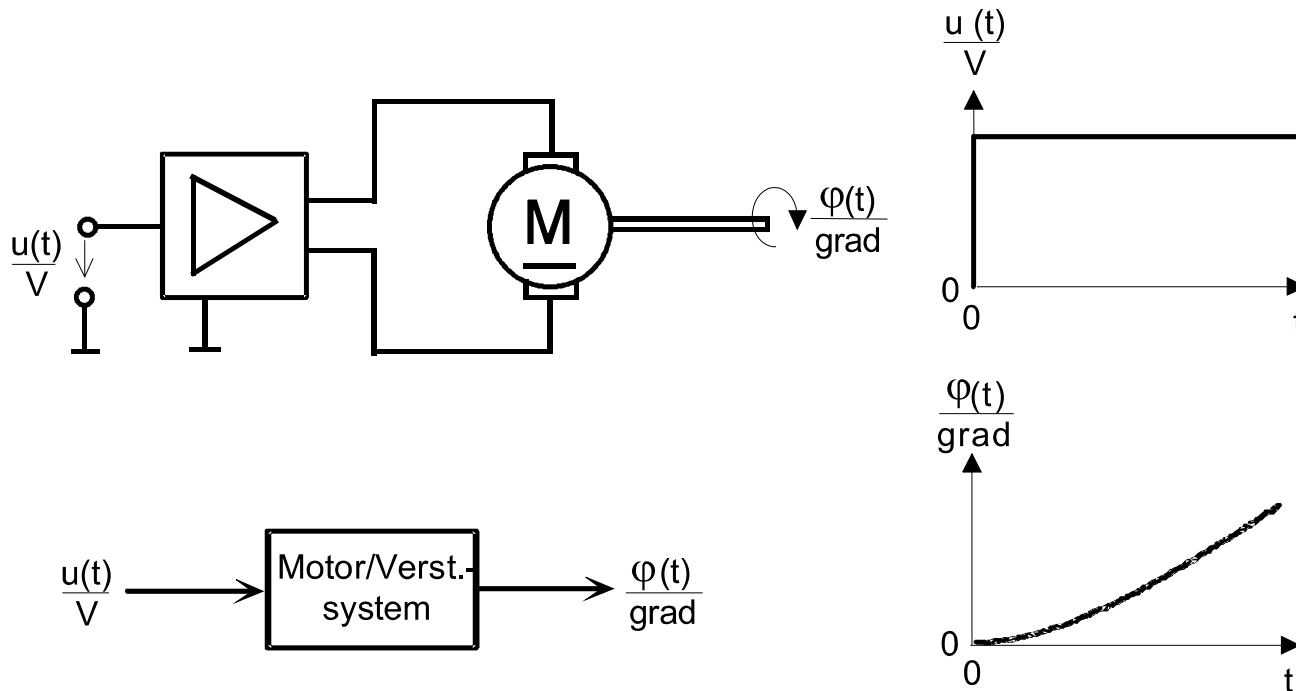 u(t)
V
M
φ(t)
grad
u(t)
V
Motor/Verst.-
system
φ(t)
grad
u (t)
V
0
0
t
φ(t)
grad
0
0
t